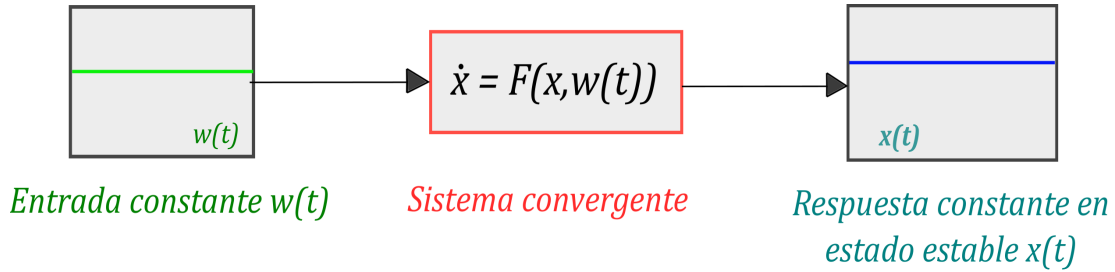 w(t)
ẋ = F(x,w(t))
x(t)
Entrada constante w(t)
Sistema convergente
Respuesta constante en
estado estable x(t)